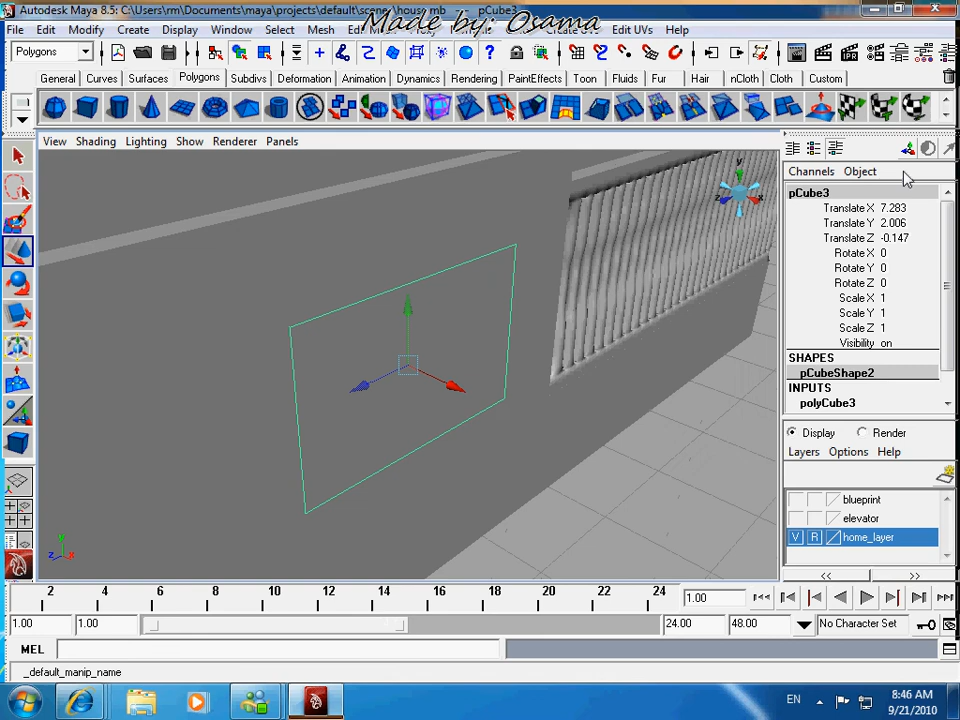 Autodesk Maya 8.5: C:\Users\rm\Documents\maya\projects\default\scene \house.mb --- pCube3
Made by: Osama
File Edit Modify Create Display Window Select Mesh Create UVs Edit UVs Help
Polygons
General Curves Surfaces Polygons Subdivs Deformation Animation Dynamics Rendering PaintEffects Toon Fluids Fur Hair nCloth Cloth Custom
View Shading Lighting Show Renderer Panels
Channels Object
pCube3
Translate X 7.283
Translate Y 2.006
Translate Z -0.147
Rotate X 0
Rotate Y 0
Rotate Z 0
Scale X 1
Scale Y 1
Scale Z 1
Visibility on
SHAPES
pCubeShape2
INPUTS
polyCube3
Display Render
Layers Options Help
blueprint
elevator
V R home_layer
y
z x
y
z x
<< >>
2 4 6 8 10 12 14 16 18 20 22 24 1.00
1.00 1.00 24.00 48.00 No Character Set
MEL
_default_manip_name
EN 8:46 AM
9/21/2010